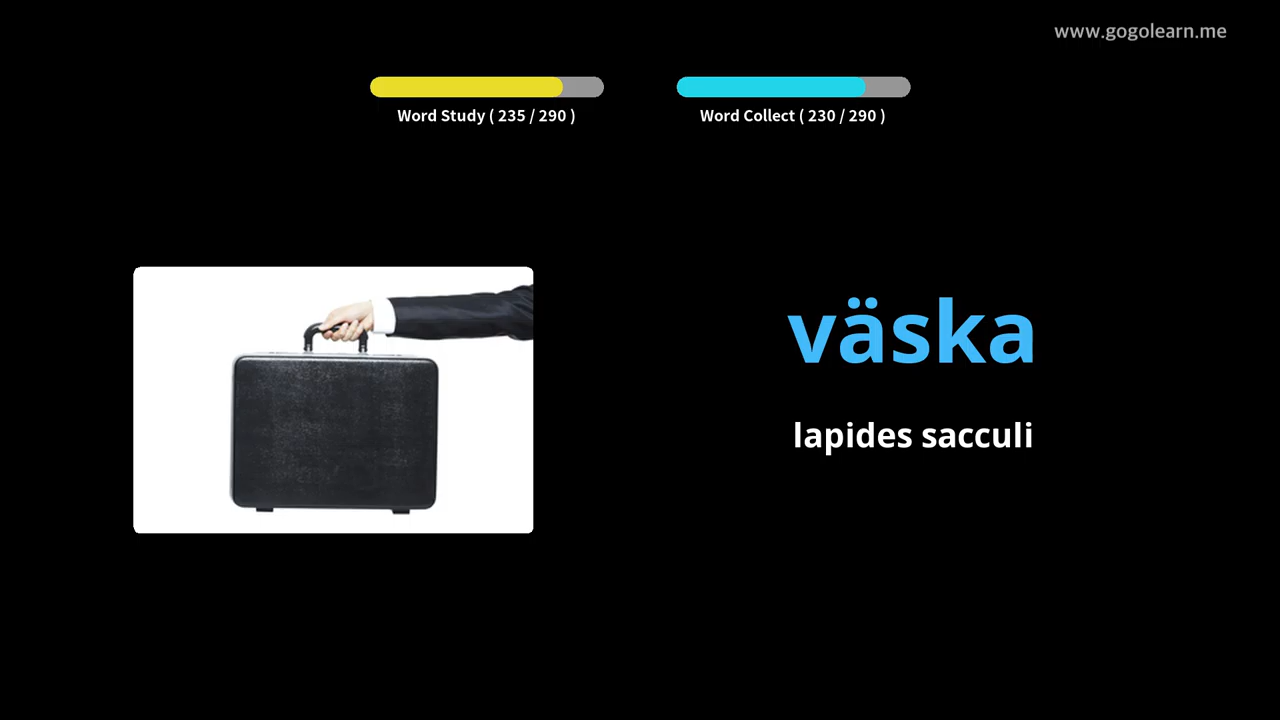 www.gogolearn.me
Word Study ( 235 / 290 )
Word Collect ( 230 / 290 )
väska
lapides sacculi